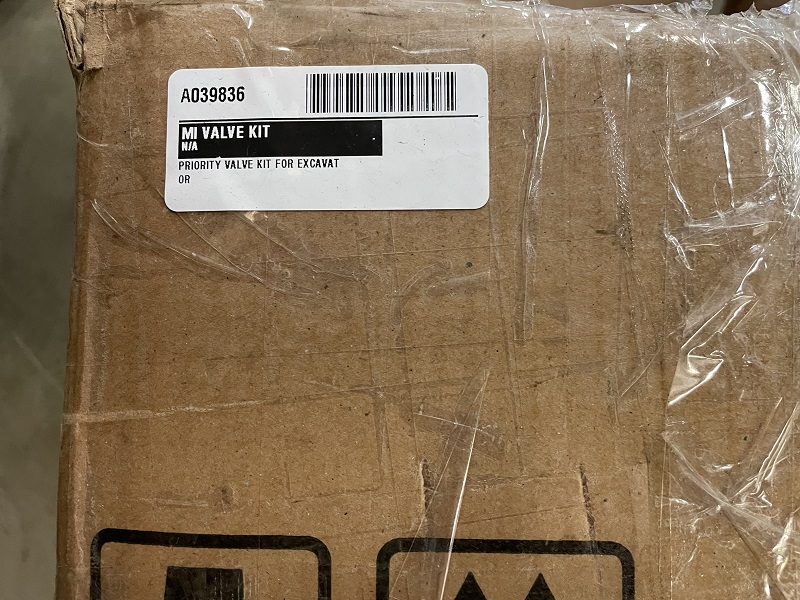 A039836
MI VALVE KIT
N/A
PRIORITY VALVE KIT FOR EXCAVAT
OR